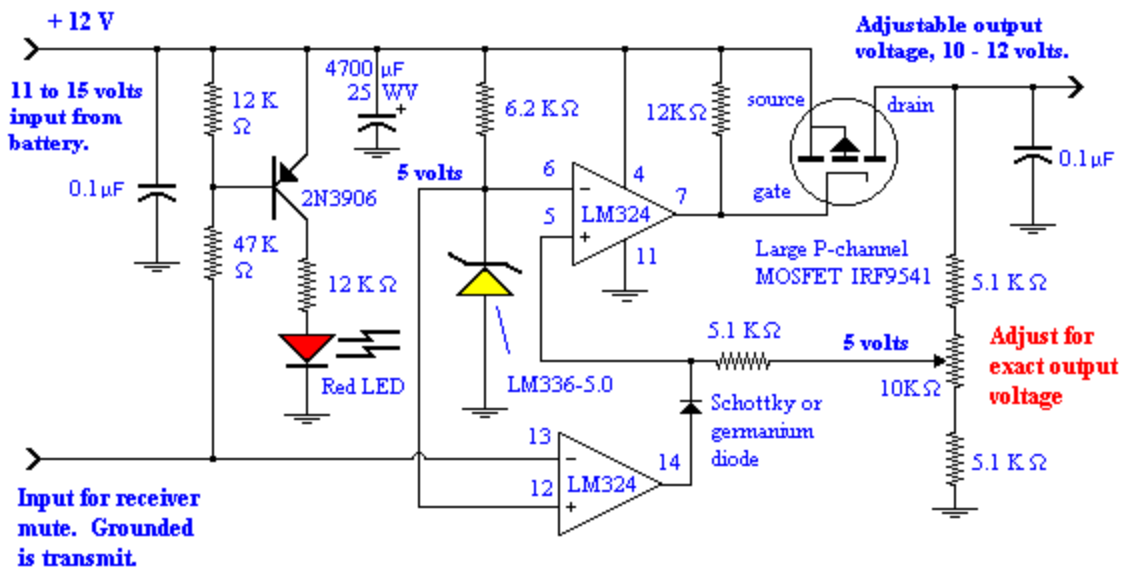 + 12 V
Adjustable output
voltage, 10 - 12 volts.
11 to 15 volts
input from
battery.
12 K
Ω
4700 µF
25 WV
+
6.2 K Ω
12K Ω
source
drain
0.1µF
0.1µF
2N3906
5 volts
6
−
4
7
LM324
5
+
11
gate
47 K
Ω
12 K Ω
Large P-channel
MOSFET IRF9541
5.1 K Ω
5.1 K Ω
5 volts
Adjust for
exact output
voltage
10K Ω
Red LED
LM336-5.0
Schottky or
germanium
diode
13
−
14
12
LM324
+
5.1 K Ω
Input for receiver
mute. Grounded
is transmit.